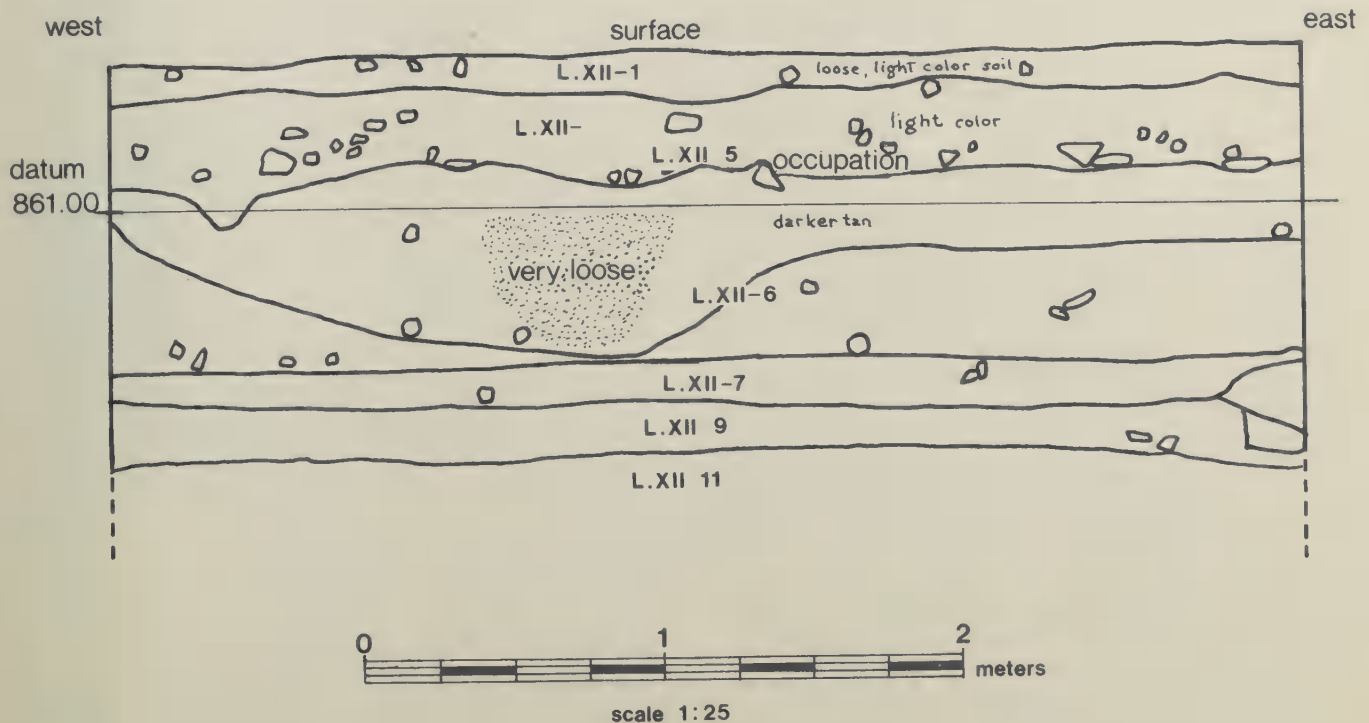 west
surface
east
L.XII-1
loose, light color soil
L.XII-
light color
L.XII 5
occupation
datum
861.00
darker tan
very loose
L.XII-6
L.XII-7
L.XII 9
L.XII 11
0 1 2
meters
scale 1:25